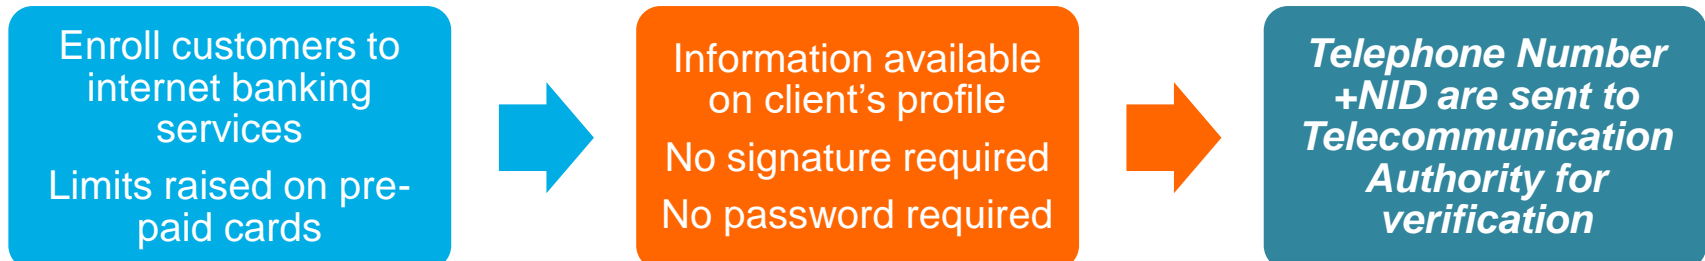 Enroll customers to
internet banking
services
Limits raised on pre-
paid cards
Information available
on client’s profile
No signature required
No password required
Telephone Number
+NID are sent to
Telecommunication
Authority for
verification